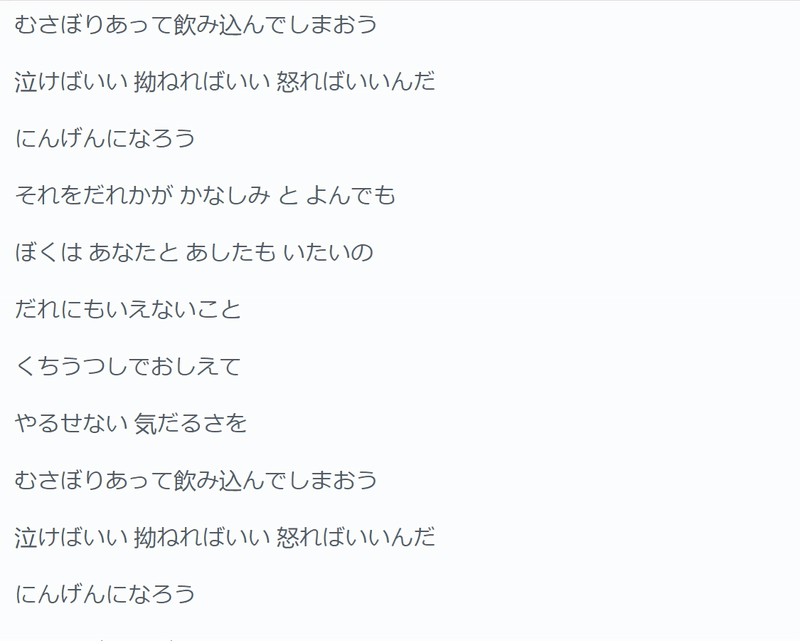 むさぼりあって飲み込んでしまおう
泣けばいい 拗ねればいい 怒ればいいんだ
にんげんになろう
それをだれかが かなしみ と よんでも
ぼくは あなたと あしたも いたいの
だれにもいえないこと
くちうつしでおしえて
やるせない 気だるさを
むさぼりあって飲み込んでしまおう
泣けばいい 拗ねればいい 怒ればいいんだ
にんげんになろう